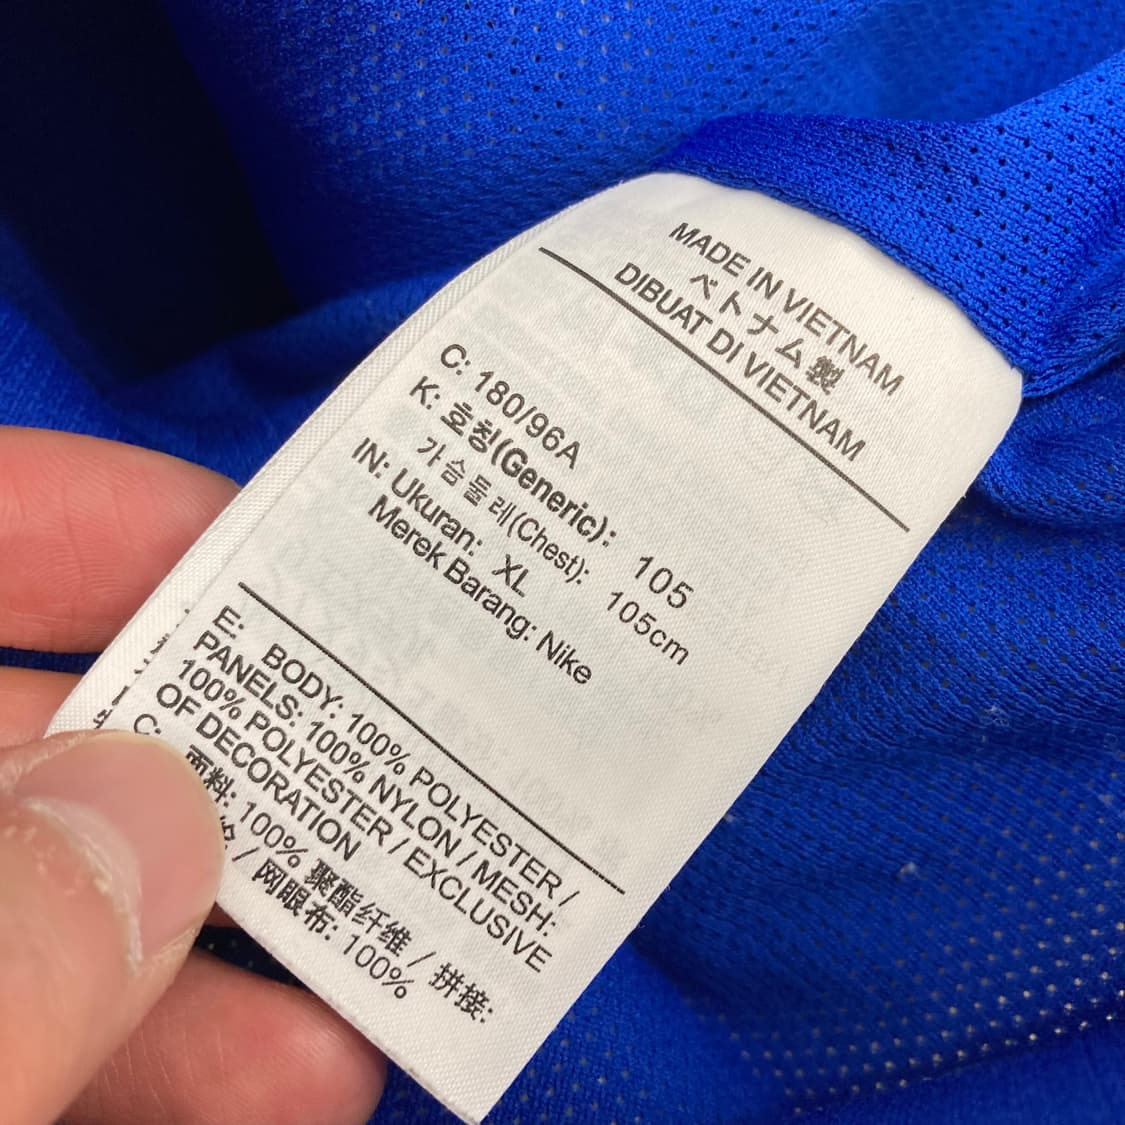 MADE IN VIETNAM
ベトナム製
DIBUAT DI VIETNAM
C: 180/96A
K: 호칭(Generic): 105
가슴둘레(Chest): 105cm
IN: Ukuran: XL
Merek Barang: Nike
E: BODY: 100% POLYESTER /
PANELS: 100% NYLON / MESH:
100% POLYESTER / EXCLUSIVE
OF DECORATION
C: 面料: 100% 聚酯纤维 / 拼接:
/ 网眼布: 100%